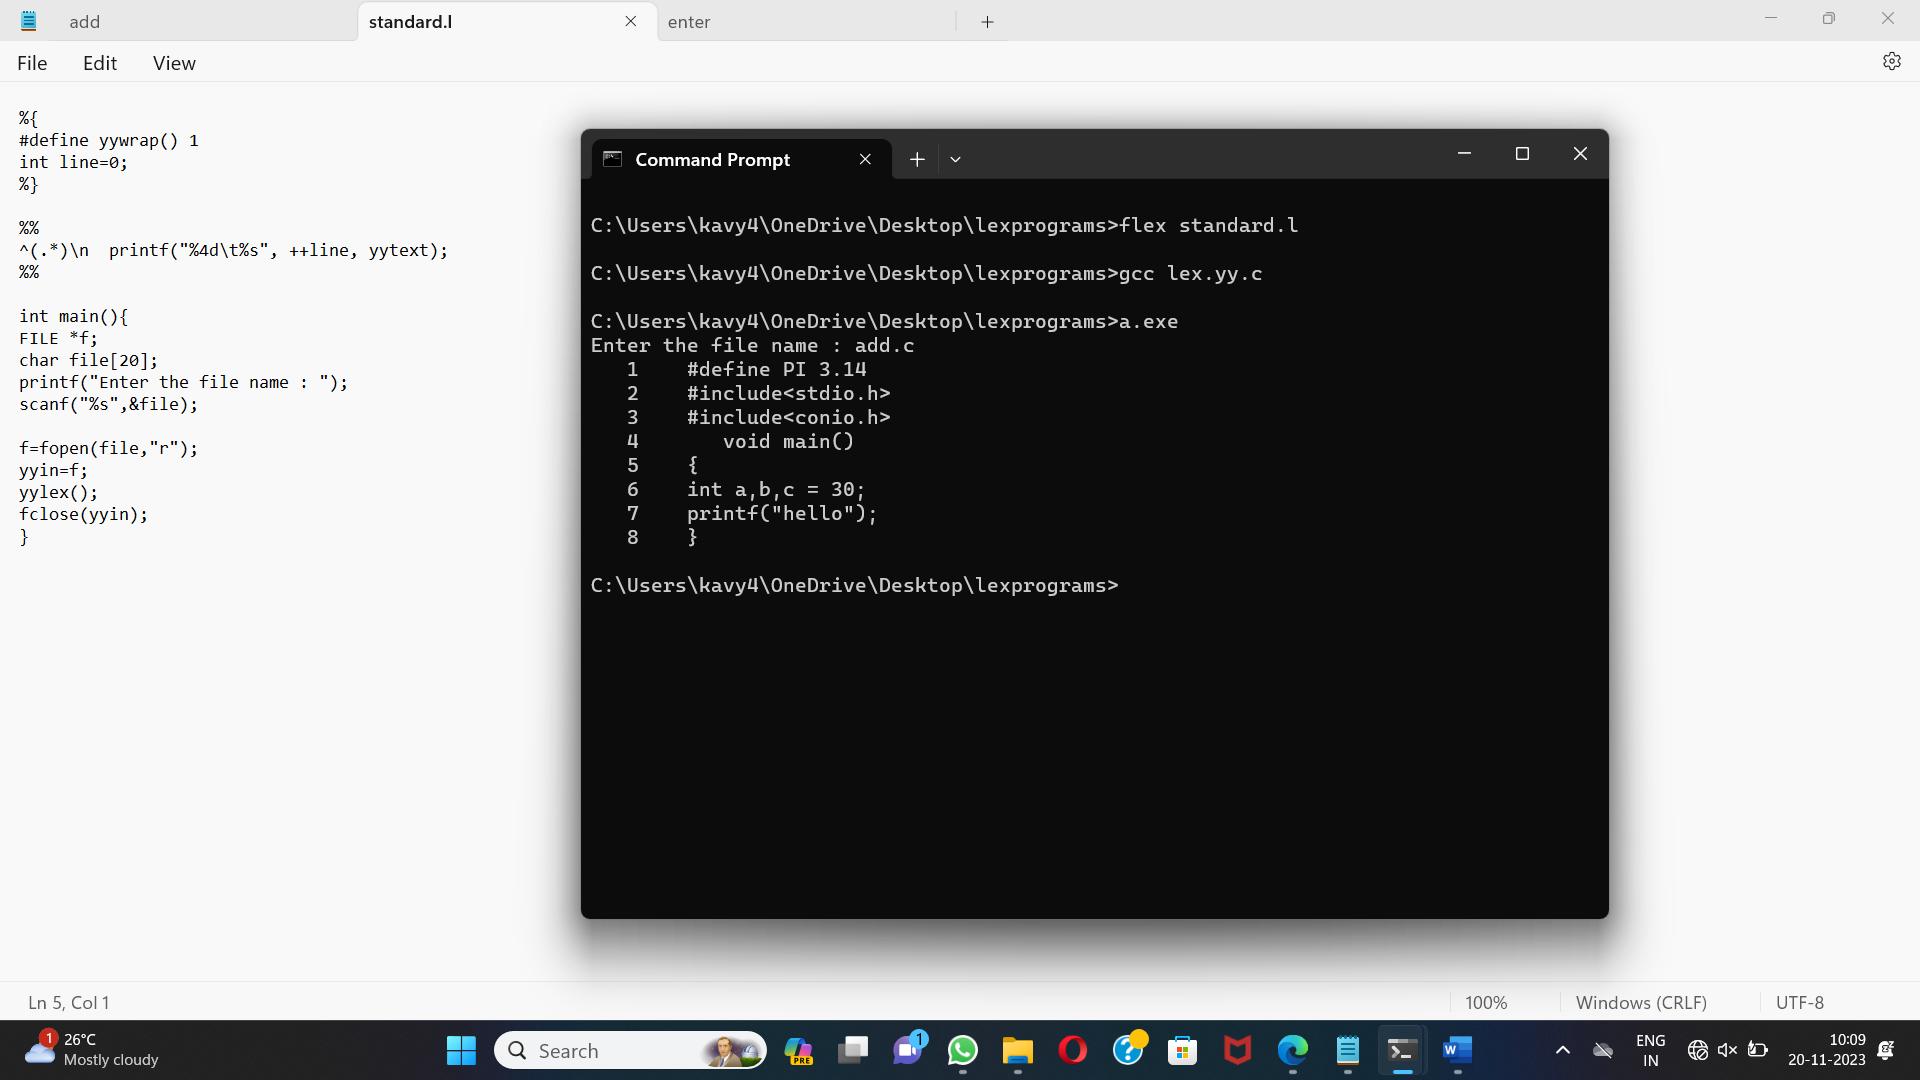 add
standard.l
enter
File Edit View
%{
#define yywrap() 1
int line=0;
%}
%%
^(.*)\n  printf("%4d\t%s", ++line, yytext);
%%
int main(){
FILE *f;
char file[20];
printf("Enter the file name : ");
scanf("%s",&file);
f=fopen(file,"r");
yyin=f;
yylex();
fclose(yyin);
}
Command Prompt
C:\Users\kavy4\OneDrive\Desktop\lexprograms>flex standard.l
C:\Users\kavy4\OneDrive\Desktop\lexprograms>gcc lex.yy.c
C:\Users\kavy4\OneDrive\Desktop\lexprograms>a.exe
Enter the file name : add.c
   1    #define PI 3.14
   2    #include<stdio.h>
   3    #include<conio.h>
   4       void main()
   5    {
   6    int a,b,c = 30;
   7    printf("hello");
   8    }
C:\Users\kavy4\OneDrive\Desktop\lexprograms>
Ln 5, Col 1
100%
Windows (CRLF)
UTF-8
1
26°C
Mostly cloudy
Search
PRE
1
W
ENG
IN
10:09
20-11-2023